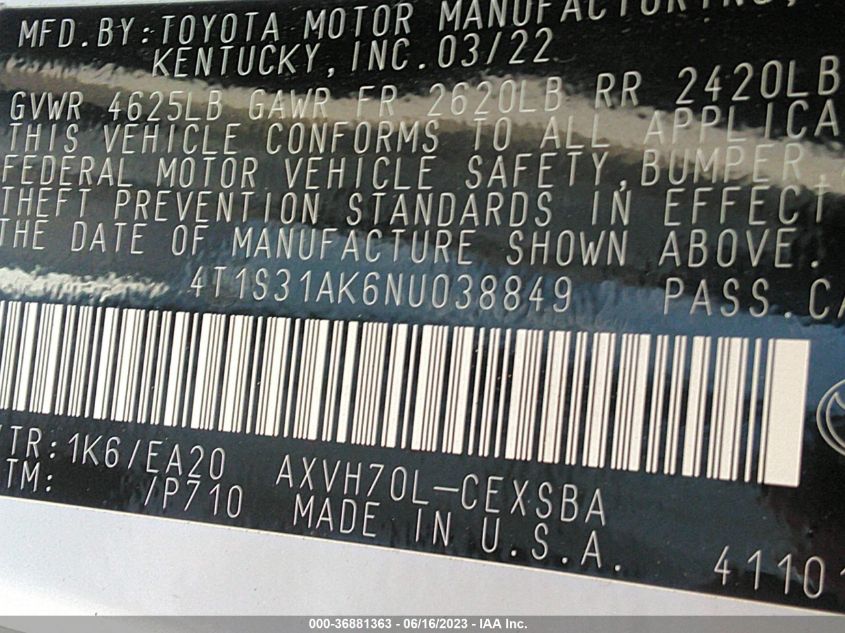 MFD.BY:TOYOTA MOTOR MANUFACTURING,
KENTUCKY,INC.03/22
GVWR 4625LB GAWR FR 2620LB RR 2420LB
THIS VEHICLE CONFORMS TO ALL APPLICA
FEDERAL MOTOR VEHICLE SAFETY,BUMPER,
THEFT PREVENTION STANDARDS IN EFFECT
THE DATE OF MANUFACTURE SHOWN ABOVE.
4T1S31AK6NU038849 PASS.CA
/TR:1K6/EA20 AXVH70L-CEXSBA
TM: /P710 MADE IN U.S.A. 41101
000-36881363 - 06/16/2023 - IAA Inc.